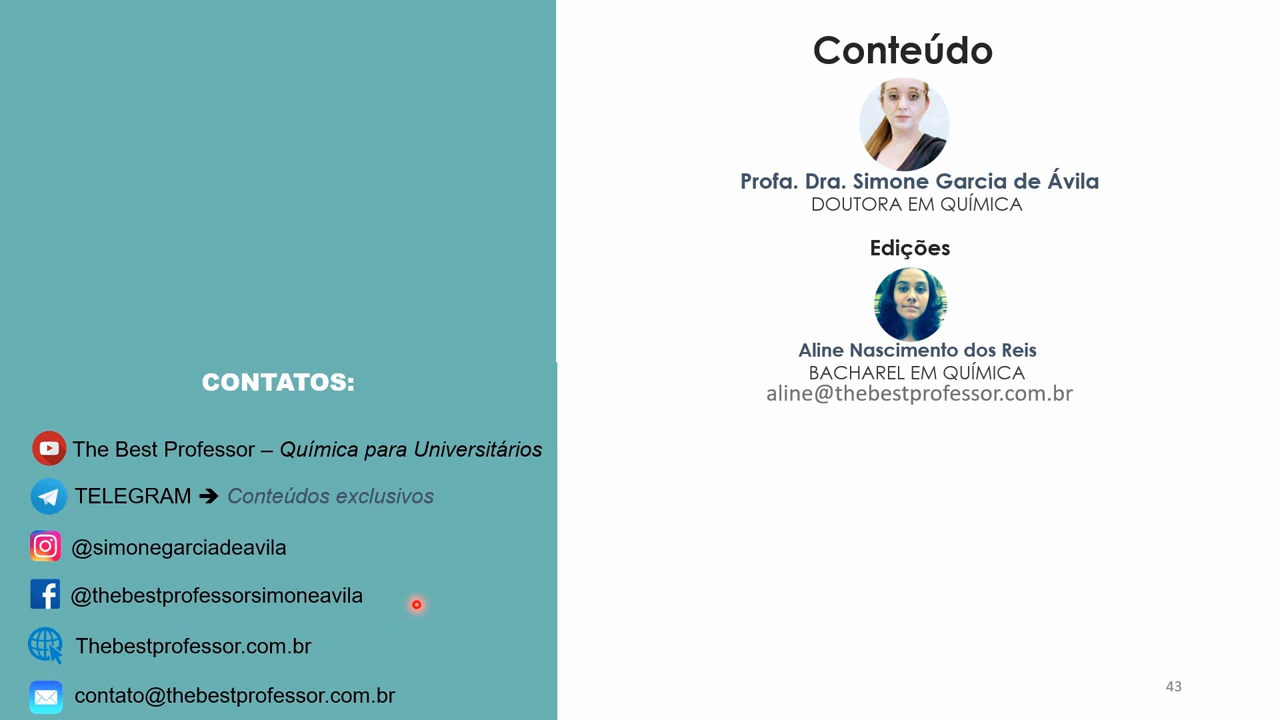 Conteúdo
Profa. Dra. Simone Garcia de Ávila
DOUTORA EM QUÍMICA
Edições
Aline Nascimento dos Reis
BACHAREL EM QUÍMICA
aline@thebestprofessor.com.br
CONTATOS:
The Best Professor – Química para Universitários
TELEGRAM ➔ Conteúdos exclusivos
@simonegarciadeavila
@thebestprofessorsimoneavila
Thebestprofessor.com.br
contato@thebestprofessor.com.br
43